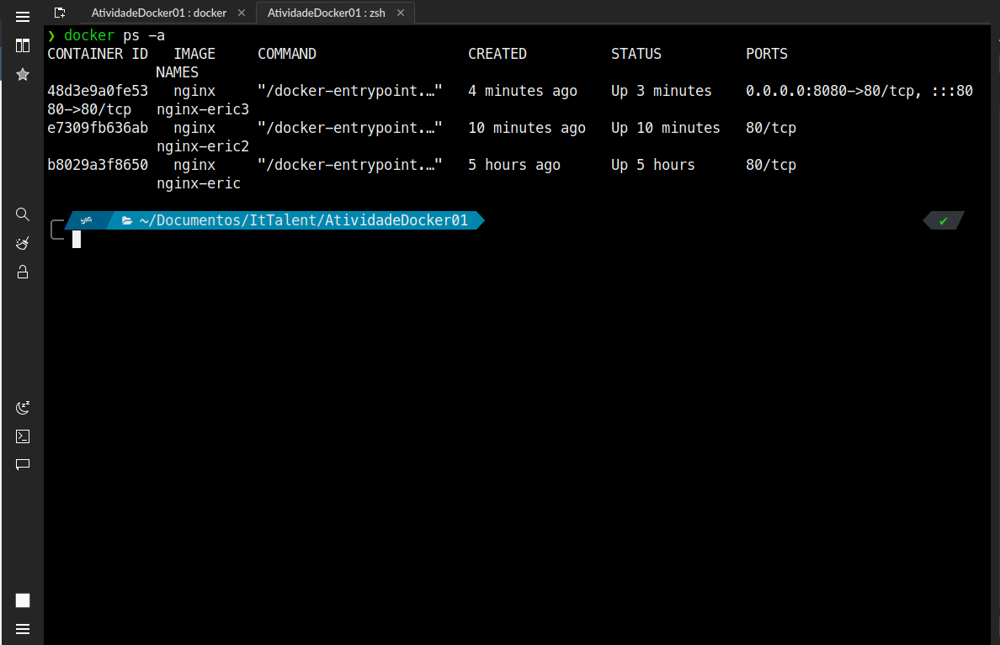 AtividadeDocker01 : docker
AtividadeDocker01 : zsh
❯ docker ps -a
CONTAINER ID   IMAGE     COMMAND                  CREATED          STATUS          PORTS
             NAMES
48d3e9a0fe53   nginx     "/docker-entrypoint.…"   4 minutes ago    Up 3 minutes    0.0.0.0:8080->80/tcp, :::80
80->80/tcp   nginx-eric3
e7309fb636ab   nginx     "/docker-entrypoint.…"   10 minutes ago   Up 10 minutes   80/tcp
             nginx-eric2
b8029a3f8650   nginx     "/docker-entrypoint.…"   5 hours ago      Up 5 hours      80/tcp
             nginx-eric
~/Documentos/ItTalent/AtividadeDocker01